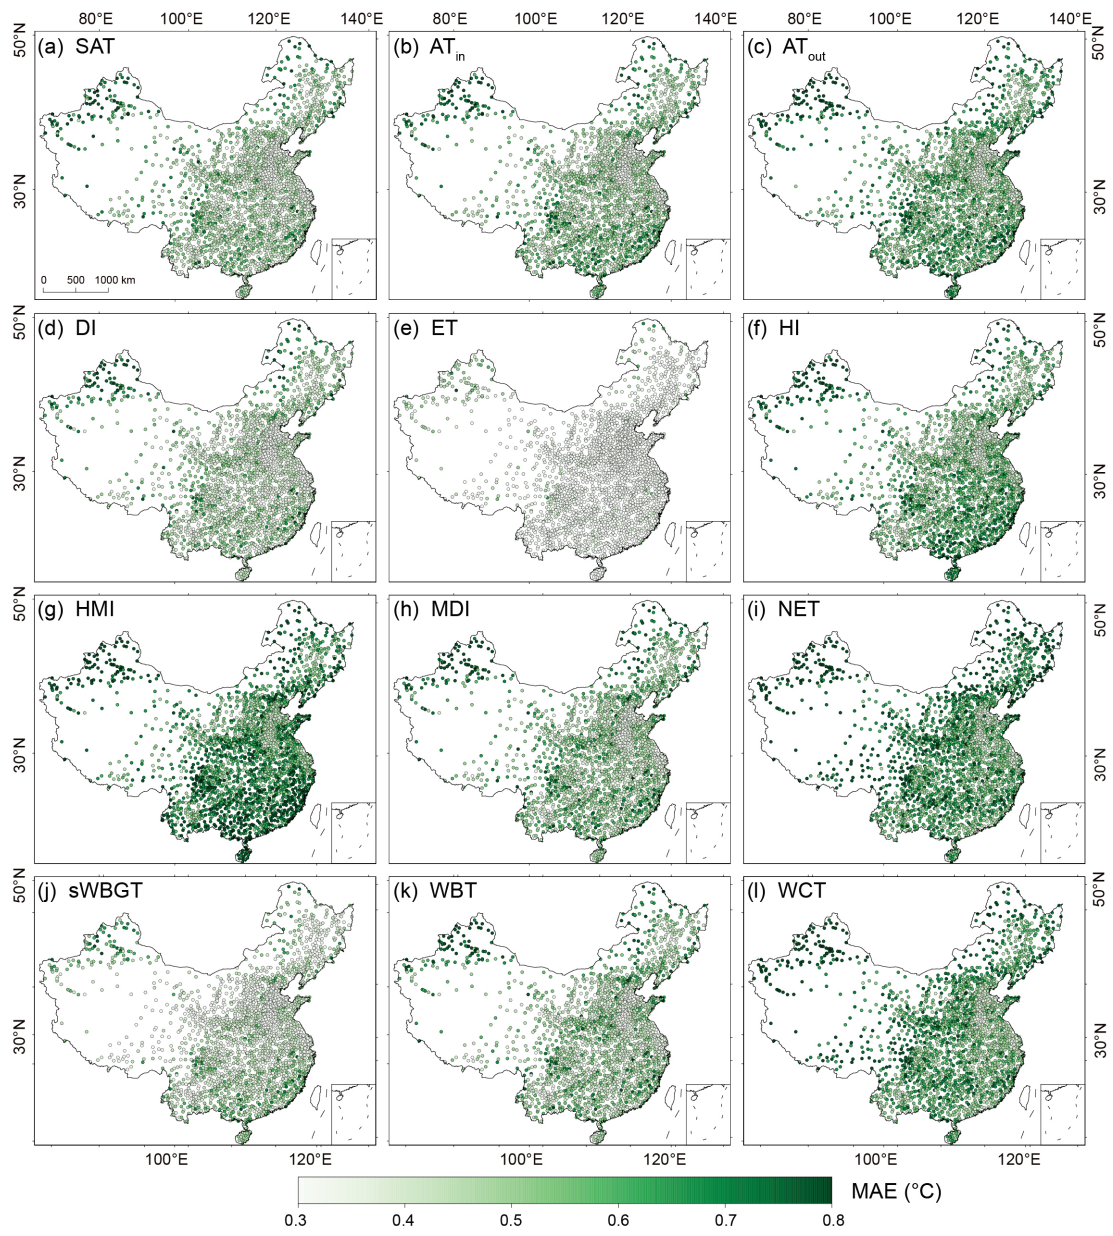 80°E 100°E 120°E 140°E 80°E 100°E 120°E 140°E 80°E 100°E 120°E 140°E
(a) SAT (b) ATin (c) ATout
50°N 50°N
30°N 30°N
0 500 1000 km
(d) DI (e) ET (f) HI
50°N 50°N
30°N 30°N
(g) HMI (h) MDI (i) NET
50°N 50°N
30°N 30°N
(j) sWBGT (k) WBT (l) WCT
50°N 50°N
30°N 30°N
100°E 120°E 100°E 120°E 100°E 120°E
MAE (°C)
0.3 0.4 0.5 0.6 0.7 0.8